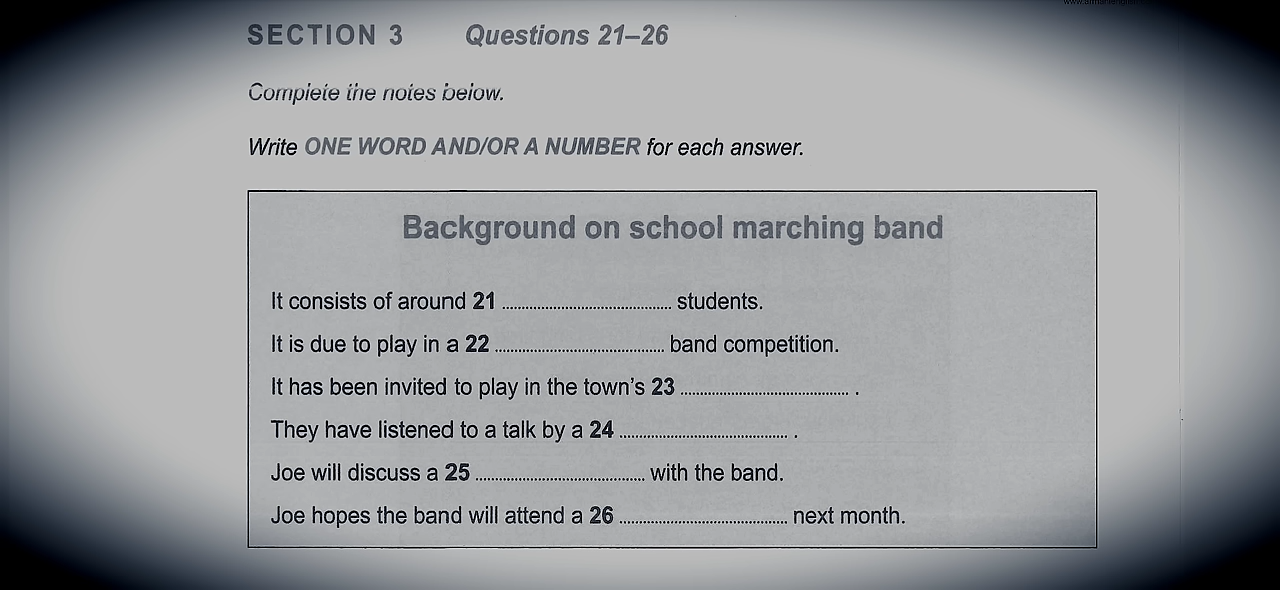 SECTION 3 Questions 21–26
Complete the notes below.
Write ONE WORD AND/OR A NUMBER for each answer.
Background on school marching band
It consists of around 21 ........................................ students.
It is due to play in a 22 ........................................ band competition.
It has been invited to play in the town's 23 ........................................ .
They have listened to a talk by a 24 ........................................ .
Joe will discuss a 25 ........................................ with the band.
Joe hopes the band will attend a 26 ........................................ next month.